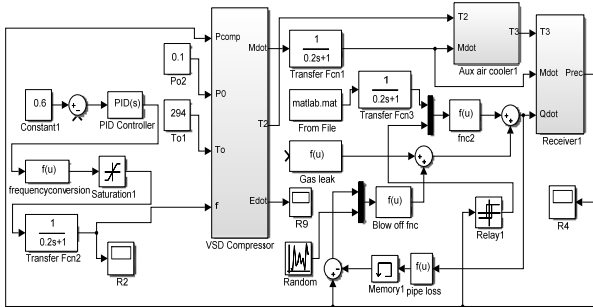 Pcomp
Mdot
0.1
Po2
P0
0.6
Constant1
PID(s)
PID Controller
294
To1
To
T2
f(u)
frequencyconversion
Saturation1
f
Edot
VSD Compressor
1
0.2s+1
Transfer Fcn2
R2
1
0.2s+1
Transfer Fcn1
matlab.mat
From File
1
0.2s+1
Transfer Fcn3
f(u)
Gas leak
R9
Random
f(u)
Blow off fnc
Memory1
f(u)
pipe loss
f(u)
fnc2
Relay1
T2
T3
Mdot
Aux air cooler1
T3
Mdot
Prec
Qdot
Receiver1
R4